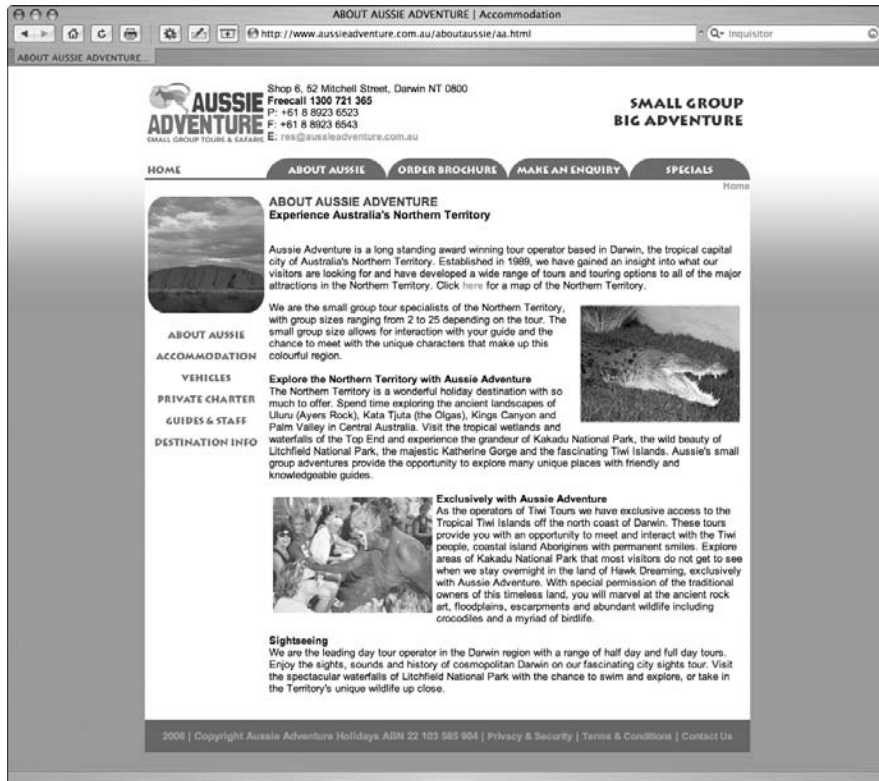 ABOUT AUSSIE ADVENTURE | Accommodation
http://www.aussieadventure.com.au/aboutaussie/aa.html
Inquisitor
ABOUT AUSSIE ADVENTURE...
AUSSIE
ADVENTURE
SMALL GROUP TOURS & SAFARIS
Shop 6, 52 Mitchell Street, Darwin NT 0800
Freecall 1300 721 365
P: +61 8 8923 6523
F: +61 8 8923 6543
E: res@aussieadventure.com.au
SMALL GROUP
BIG ADVENTURE
HOME
ABOUT AUSSIE
ORDER BROCHURE
MAKE AN ENQUIRY
SPECIALS
Home
ABOUT AUSSIE
ACCOMMODATION
VEHICLES
PRIVATE CHARTER
GUIDES & STAFF
DESTINATION INFO
ABOUT AUSSIE ADVENTURE
Experience Australia's Northern Territory
Aussie Adventure is a long standing award winning tour operator based in Darwin, the tropical capital
city of Australia's Northern Territory. Established in 1989, we have gained an insight into what our
visitors are looking for and have developed a wide range of tours and touring options to all of the major
attractions in the Northern Territory. Click here for a map of the Northern Territory.
We are the small group tour specialists of the Northern Territory,
with group sizes ranging from 2 to 25 depending on the tour. The
small group size allows for interaction with your guide and the
chance to meet with the unique characters that make up this
colourful region.
Explore the Northern Territory with Aussie Adventure
The Northern Territory is a wonderful holiday destination with so
much to offer. Spend time exploring the ancient landscapes of
Uluru (Ayers Rock), Kata Tjuta (the Olgas), Kings Canyon and
Palm Valley in Central Australia. Visit the tropical wetlands and
waterfalls of the Top End and experience the grandeur of Kakadu National Park, the wild beauty of
Litchfield National Park, the majestic Katherine Gorge and the fascinating Tiwi Islands. Aussie's small
group adventures provide the opportunity to explore many unique places with friendly and
knowledgeable guides.
Exclusively with Aussie Adventure
As the operators of Tiwi Tours we have exclusive access to the
Tropical Tiwi Islands off the north coast of Darwin. These tours
provide you with an opportunity to meet and interact with the Tiwi
people, coastal island Aborigines with permanent smiles. Explore
areas of Kakadu National Park that most visitors do not get to see
when we stay overnight in the land of Hawk Dreaming, exclusively
with Aussie Adventure. With special permission of the traditional
owners of this timeless land, you will marvel at the ancient rock
art, floodplains, escarpments and abundant wildlife including
crocodiles and a myriad of birdlife.
Sightseeing
We are the leading day tour operator in the Darwin region with a range of half day and full day tours.
Enjoy the sights, sounds and history of cosmopolitan Darwin on our fascinating city sights tour. Visit
the spectacular waterfalls of Litchfield National Park with the chance to swim and explore, or take in
the Territory's unique wildlife up close.
2006 | Copyright Aussie Adventure Holidays ABN 22 103 585 904 | Privacy & Security | Terms & Conditions | Contact Us